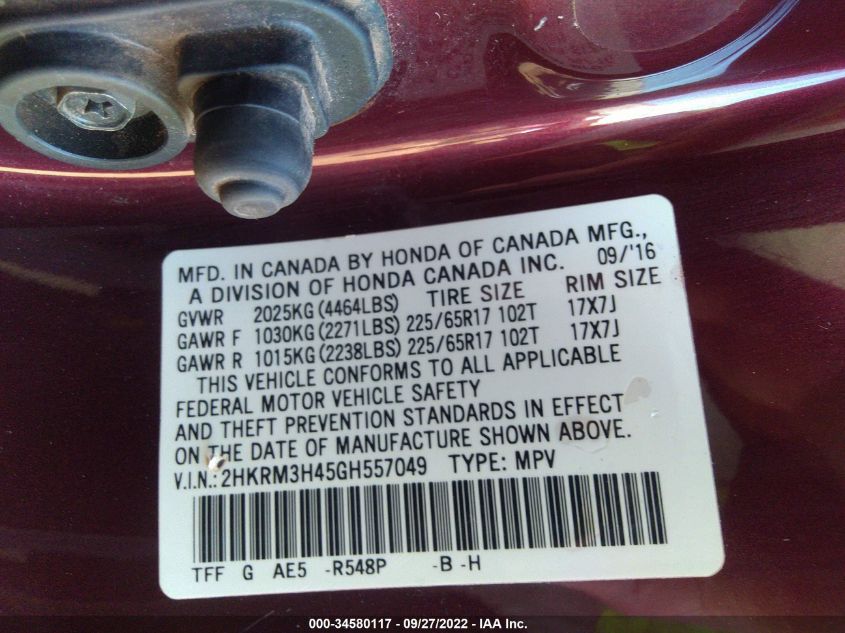 MFD. IN CANADA BY HONDA OF CANADA MFG.,
A DIVISION OF HONDA CANADA INC. 09/'16
GVWR 2025KG (4464LBS) TIRE SIZE RIM SIZE
GAWR F 1030KG (2271LBS) 225/65R17 102T 17X7J
GAWR R 1015KG (2238LBS) 225/65R17 102T 17X7J
THIS VEHICLE CONFORMS TO ALL APPLICABLE
FEDERAL MOTOR VEHICLE SAFETY
AND THEFT PREVENTION STANDARDS IN EFFECT
ON THE DATE OF MANUFACTURE SHOWN ABOVE.
V.I.N.: 2HKRM3H45GH557049 TYPE: MPV
TFF G AE5 -R548P -B -H
000-34580117 - 09/27/2022 - IAA Inc.